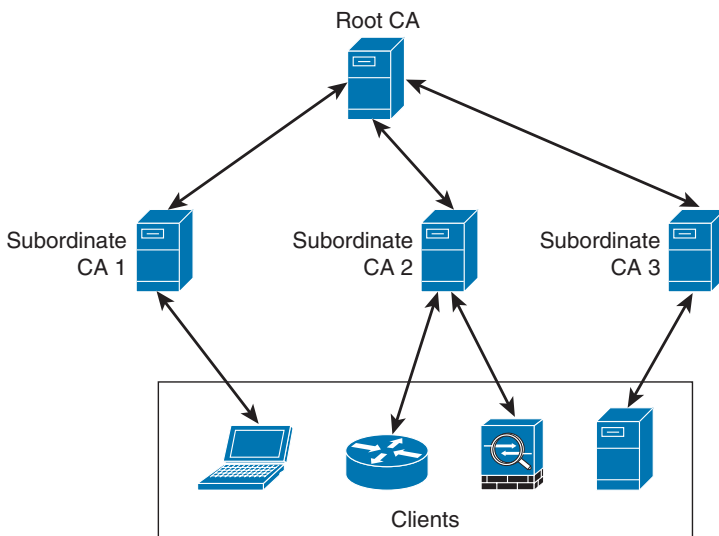 Root CA
Subordinate
CA 1
Subordinate
CA 2
Subordinate
CA 3
Clients